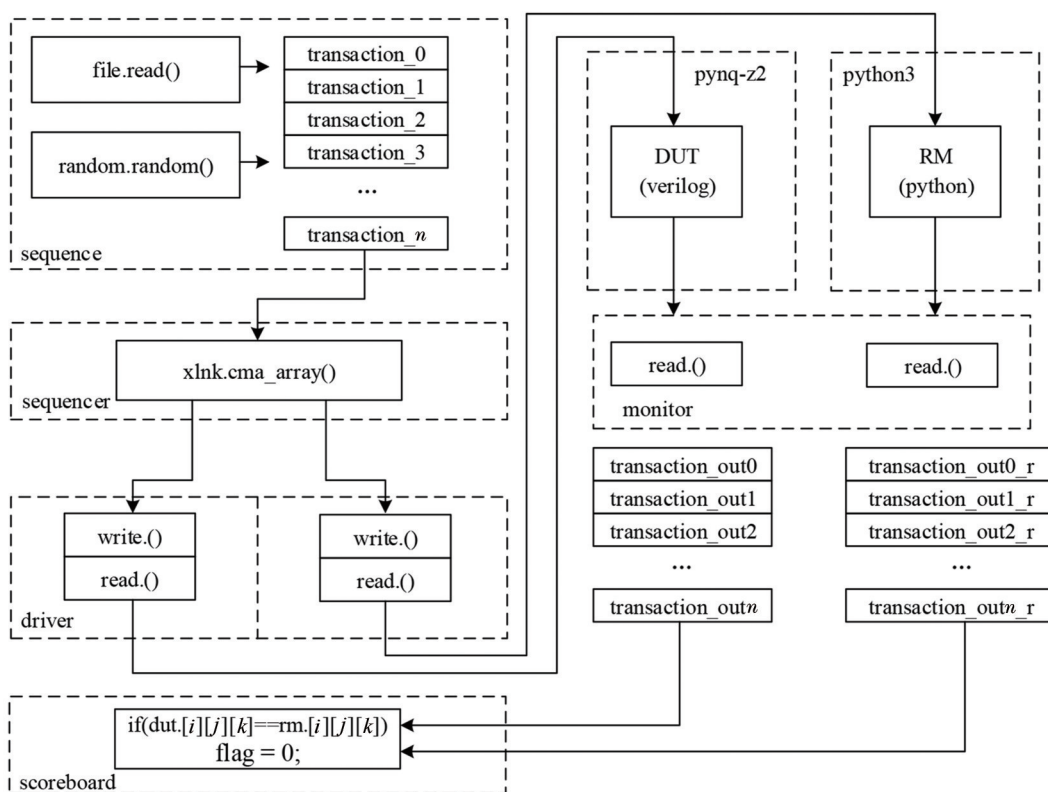 file.read()
random.random()
transaction_0
transaction_1
transaction_2
transaction_3
...
transaction_n
sequence
xlnk.cma_array()
sequencer
write.()
read.()
write.()
read.()
driver
if(dut.[i][j][k]==rm.[i][j][k])
flag = 0;
scoreboard
pynq-z2
DUT
(verilog)
python3
RM
(python)
read.()
read.()
monitor
transaction_out0
transaction_out1
transaction_out2
...
transaction_outn
transaction_out0_r
transaction_out1_r
transaction_out2_r
...
transaction_outn_r